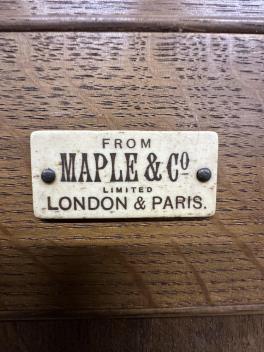 FROM
MAPLE & Cº
LIMITED
LONDON & PARIS.